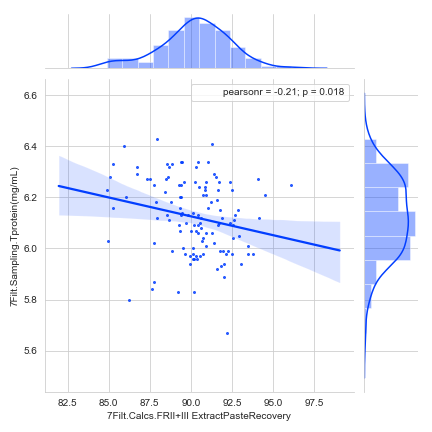 pearsonr = -0.21; p = 0.018
6.6
6.4
6.2
6.0
5.8
5.6
7Filt.Sampling.Tprotein(mg/mL)
82.5 85.0 87.5 90.0 92.5 95.0 97.5
7Filt.Calcs.FRII+III ExtractPasteRecovery